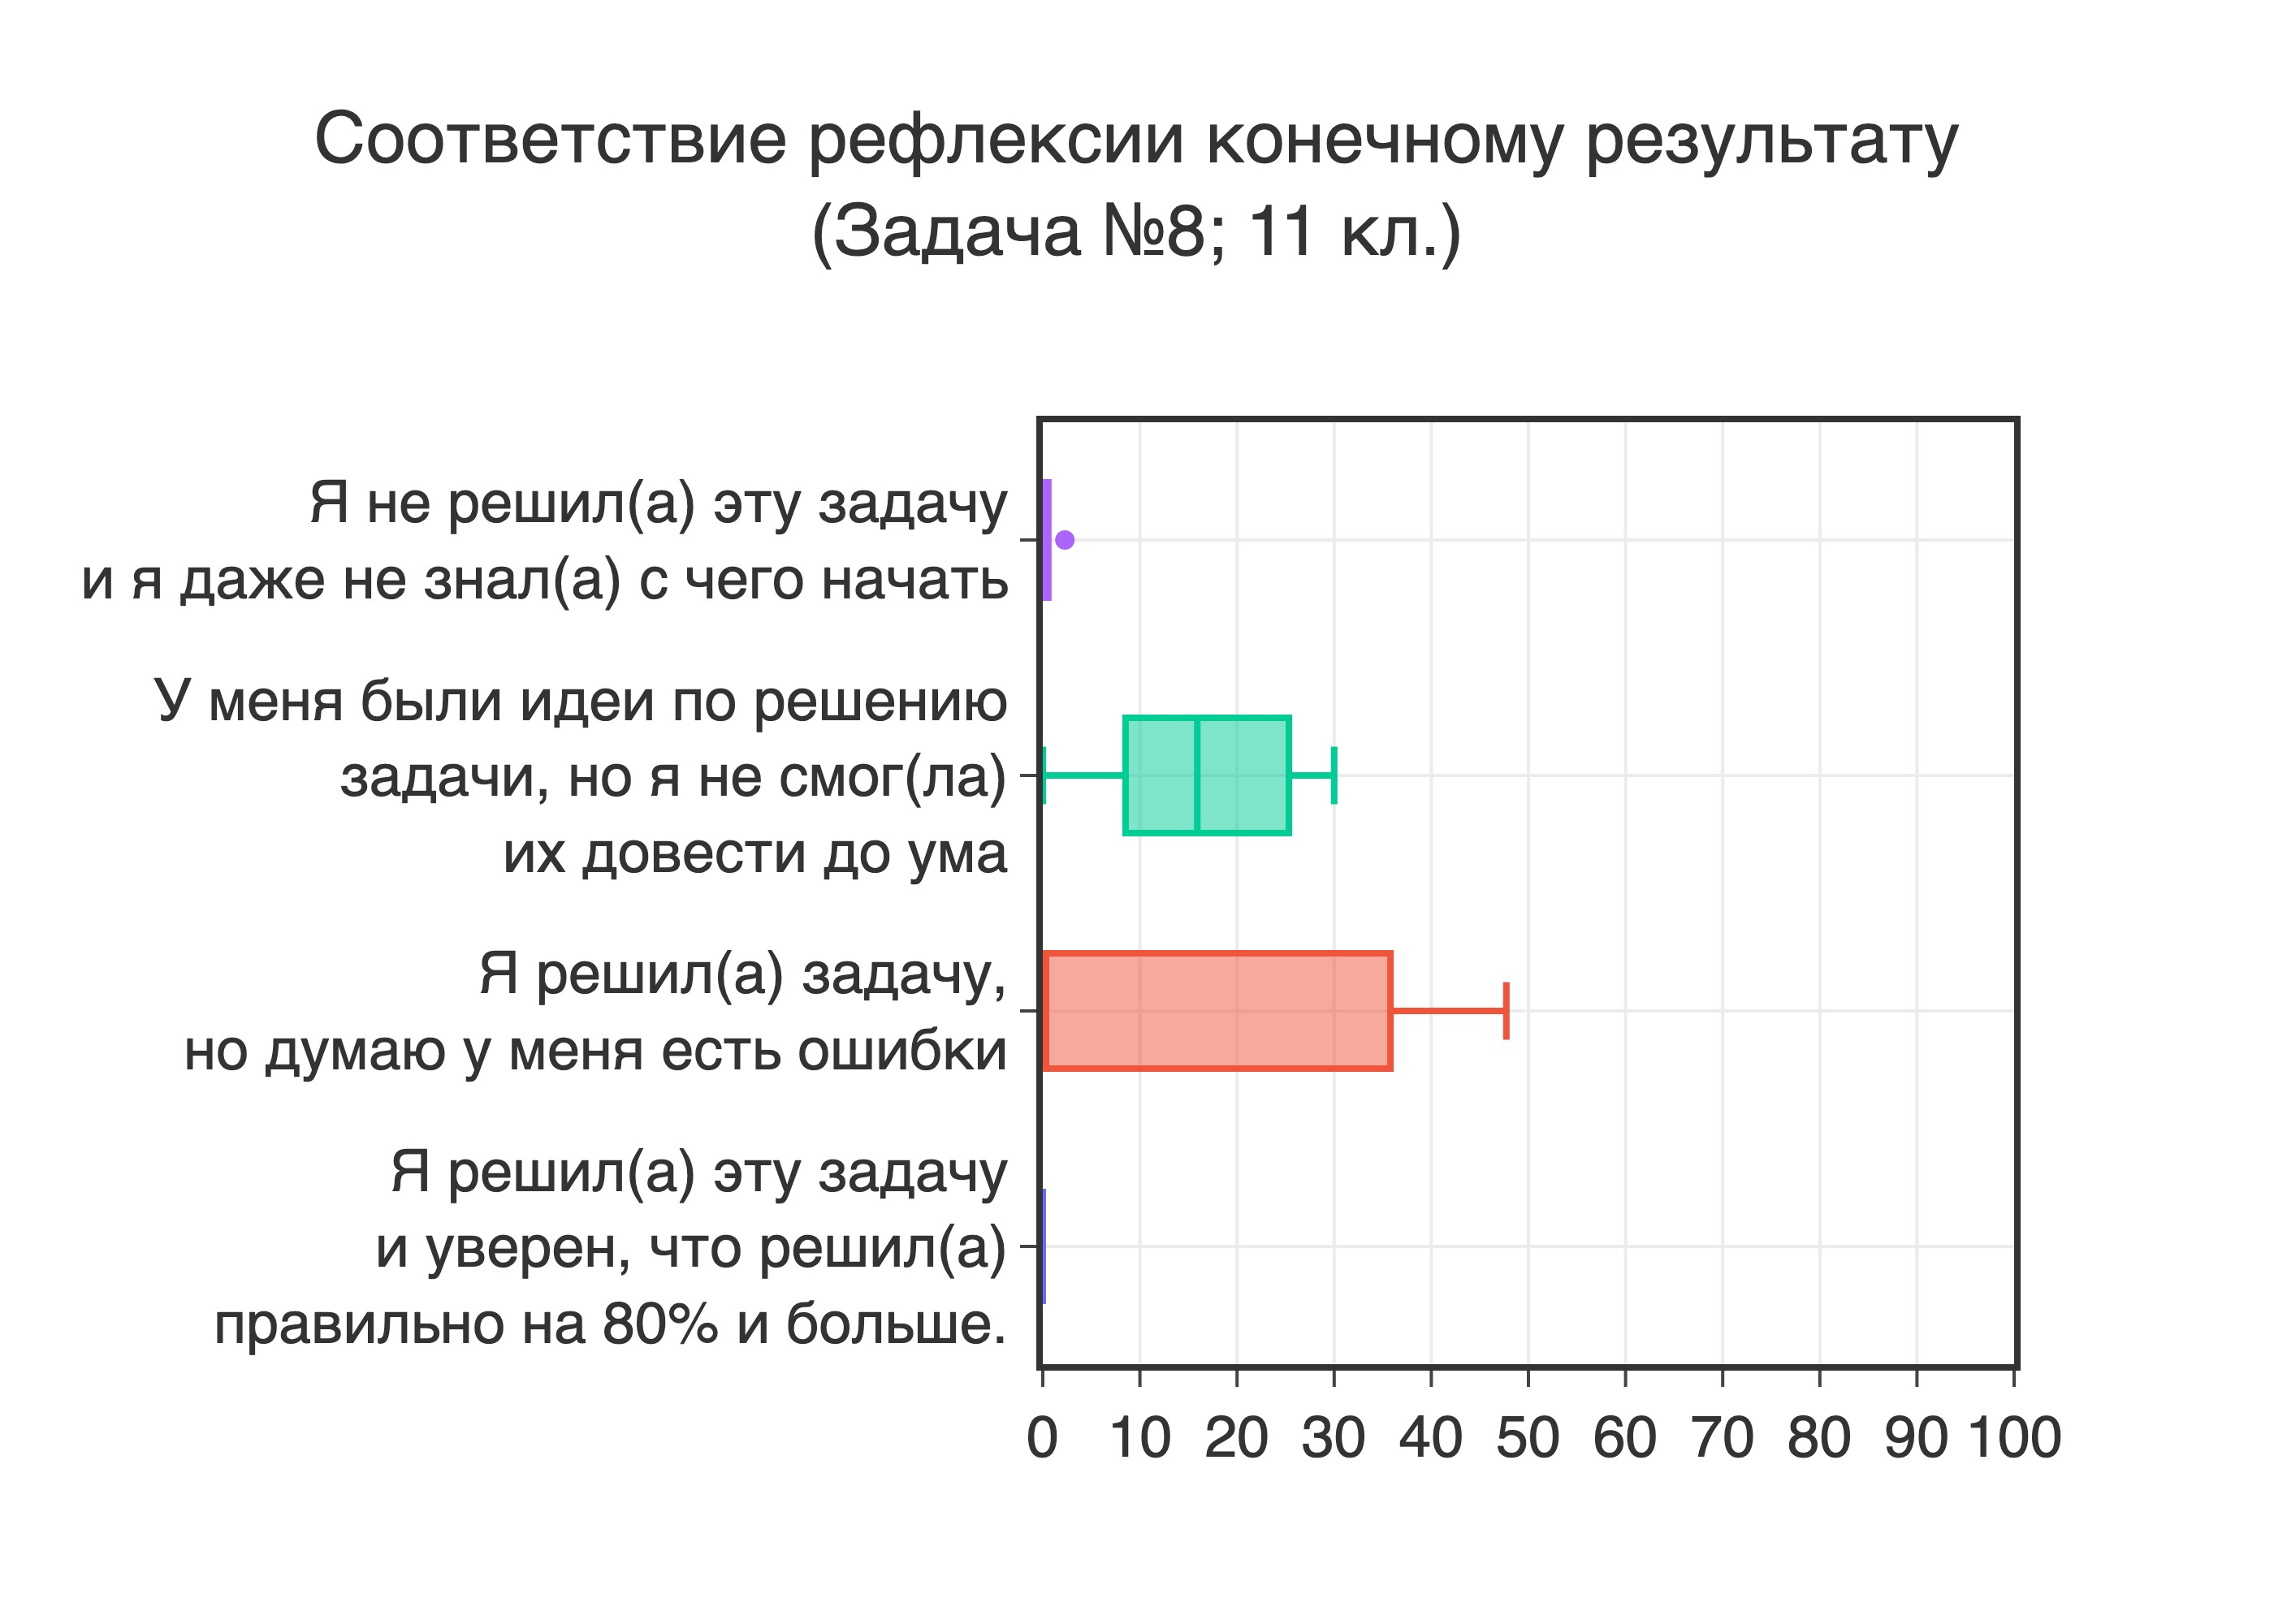 Соответствие рефлексии конечному результату
(Задача №8; 11 кл.)
Я не решил(а) эту задачу
и я даже не знал(а) с чего начать
У меня были идеи по решению
задачи, но я не смог(ла)
их довести до ума
Я решил(а) задачу,
но думаю у меня есть ошибки
Я решил(а) эту задачу
и уверен, что решил(а)
правильно на 80% и больше.
0 10 20 30 40 50 60 70 80 90 100